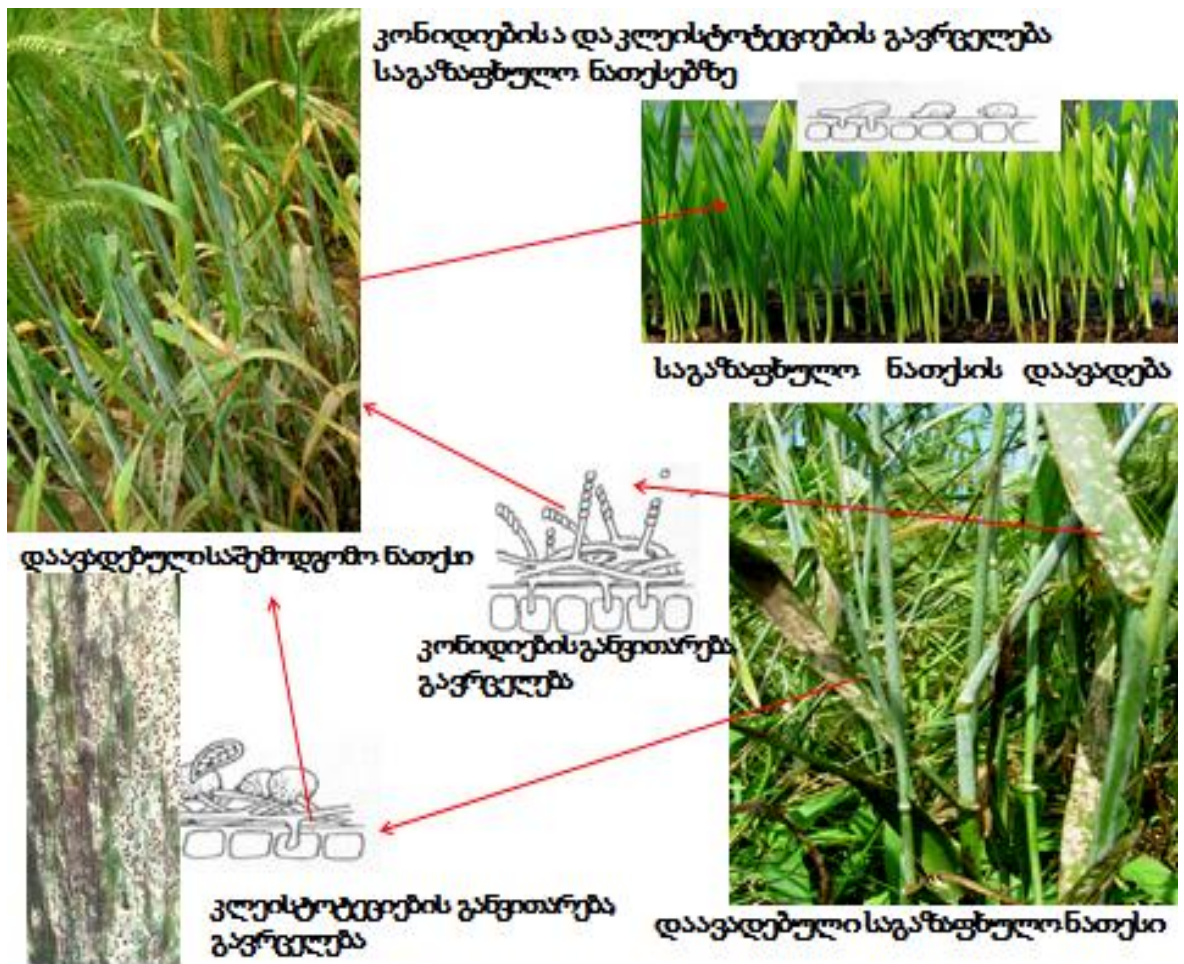 კონიდიებისა და კლეისტოტეციების გავრცელება
საგაზაფხულო ნათესებზე
საგაზაფხულო ნათესის დაავადება
დაავადებული საშემოდგომო ნათესი
კონიდიების განვითარება,
გავრცელება
კლეისტოტეციების განვითარება,
გავრცელება
დაავადებული საგაზაფხულო ნათესი